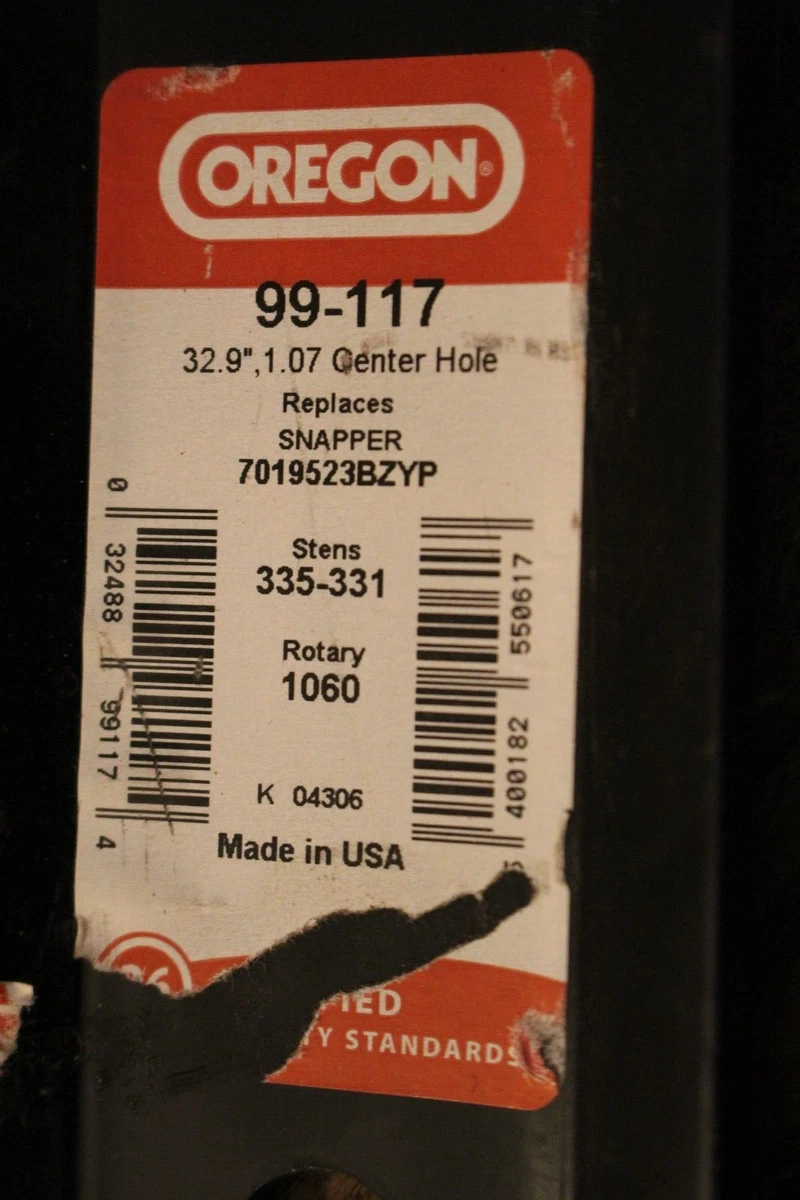 OREGON®
99-117
32.9",1.07 Center Hole
Replaces
SNAPPER
7019523BZYP
Stens
335-331
Rotary
1060
K 04306
Made in USA
0 32488 99117 4
400182 550617
STANDARDS